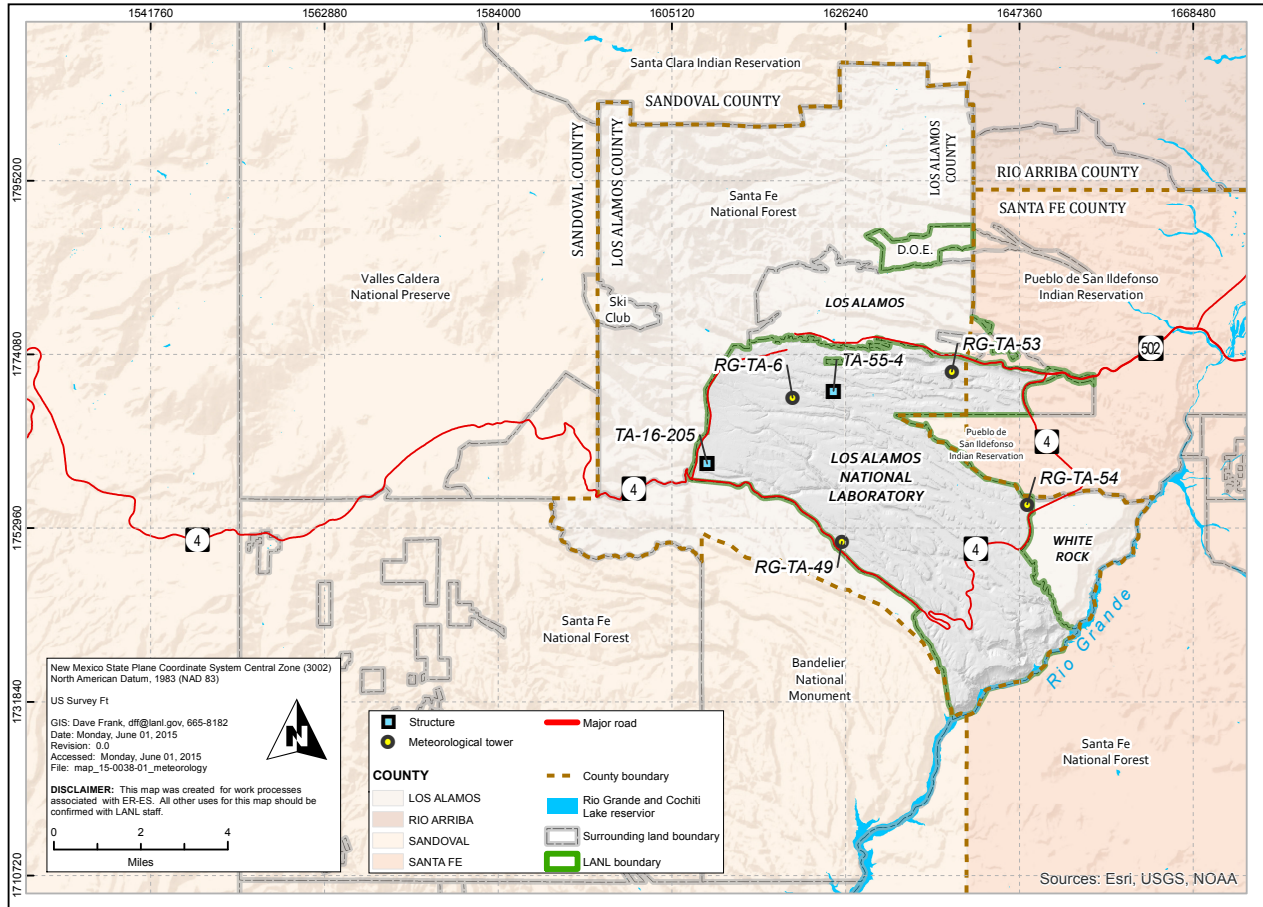 1541760
1562880
1584000
1605120
1626240
1647360
1668480
Santa Clara Indian Reservation
SANDOVAL COUNTY
SANDOVAL COUNTY
LOS ALAMOS COUNTY
LOS ALAMOS
COUNTY
RIO ARRIBA COUNTY
SANTA FE COUNTY
1795200
Santa Fe
National Forest
D.O.E.
Valles Caldera
National Preserve
Pueblo de San Ildefonso
Indian Reservation
Ski
Club
LOS ALAMOS
1774080
502
RG-TA-53
RG-TA-6
TA-55-4
TA-16-205
Pueblo de
San Ildefonso
Indian Reservation
4
LOS ALAMOS
NATIONAL
LABORATORY
RG-TA-54
4
1752960
4
WHITE
ROCK
4
RG-TA-49
Rio Grande
Santa Fe
National Forest
Bandelier
National
Monument
1731840
Santa Fe
National Forest
1710720
New Mexico State Plane Coordinate System Central Zone (3002)
North American Datum, 1983 (NAD 83)
US Survey Ft
GIS: Dave Frank, dff@lanl.gov, 665-8182
Date: Monday, June 01, 2015
Revision: 0.0
Accessed: Monday, June 01, 2015
File: map_15-0038-01_meteorology
N
DISCLAIMER: This map was created for work processes
associated with ER-ES. All other uses for this map should be
confirmed with LANL staff.
0 2 4
Miles
Structure
Meteorological tower
COUNTY
LOS ALAMOS
RIO ARRIBA
SANDOVAL
SANTA FE
Major road
County boundary
Rio Grande and Cochiti
Lake reservior
Surrounding land boundary
LANL boundary
Sources: Esri, USGS, NOAA